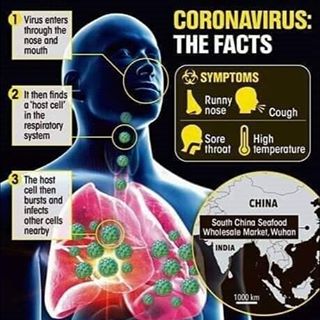 CORONAVIRUS:
THE FACTS
1 Virus enters
through the
nose and
mouth
2 It then finds
a 'host cell'
in the
respiratory
system
3 The host
cell then
bursts and
infects
other cells
nearby
SYMPTOMS
Runny
nose
Cough
Sore
throat
High
temperature
CHINA
South China Seafood
Wholesale Market, Wuhan
INDIA
1000 km